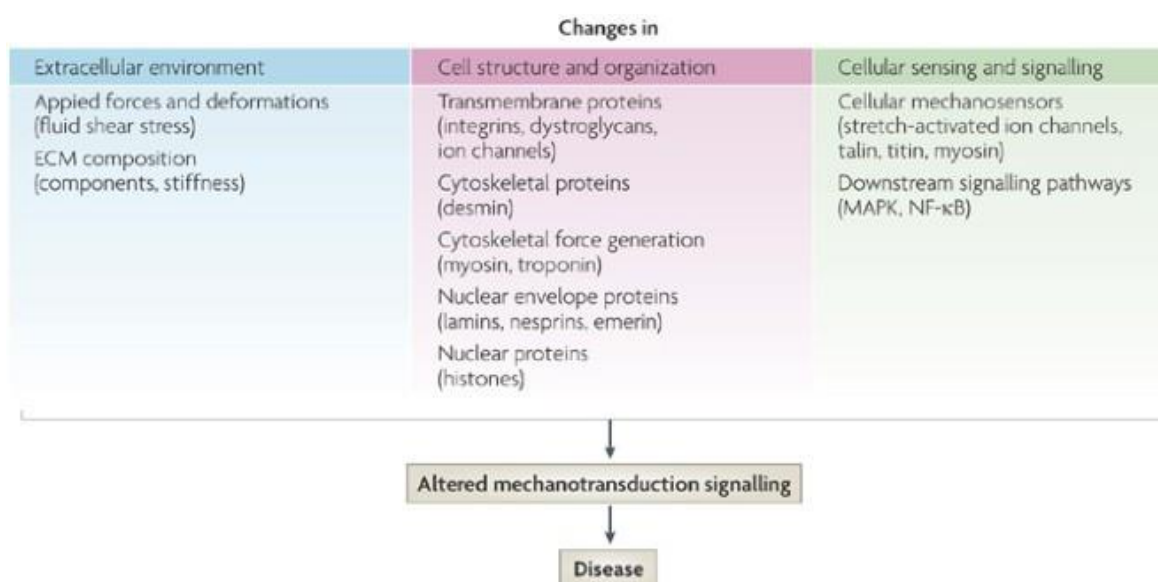 Changes in
Extracellular environment
Appied forces and deformations
(fluid shear stress)
ECM composition
(components, stiffness)
Cell structure and organization
Transmembrane proteins
(integrins, dystroglycans,
ion channels)
Cytoskeletal proteins
(desmin)
Cytoskeletal force generation
(myosin, troponin)
Nuclear envelope proteins
(lamins, nesprins, emerin)
Nuclear proteins
(histones)
Cellular sensing and signalling
Cellular mechanosensors
(stretch-activated ion channels,
talin, titin, myosin)
Downstream signalling pathways
(MAPK, NF-κB)
Altered mechanotransduction signalling
Disease